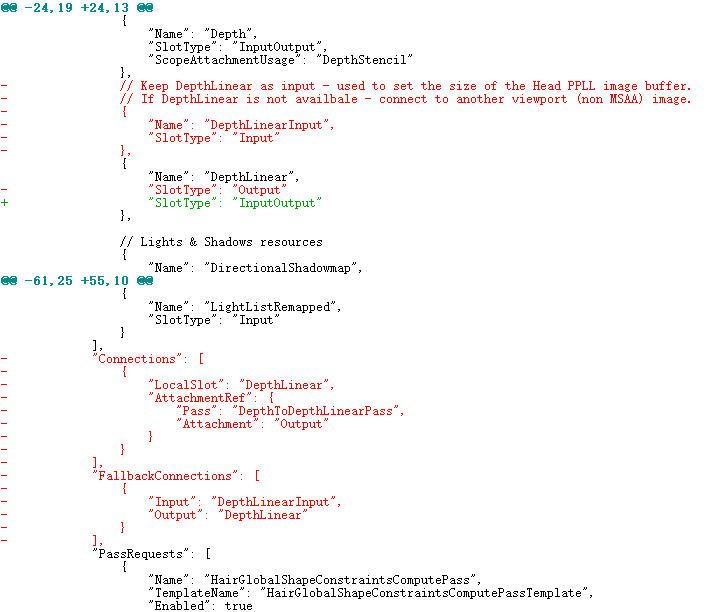 @@ -24,19 +24,13 @@
                {
                    "Name": "Depth",
                    "SlotType": "InputOutput",
                    "ScopeAttachmentUsage": "DepthStencil"
                },
-                // Keep DepthLinear as input - used to set the size of the Head PPLL image buffer.
-                // If DepthLinear is not availbale - connect to another viewport (non MSAA) image.
-                {
-                    "Name": "DepthLinearInput",
-                    "SlotType": "Input"
-                },
                {
                    "Name": "DepthLinear",
-                    "SlotType": "Output"
+                    "SlotType": "InputOutput"
                },

                // Lights & Shadows resources
                {
                    "Name": "DirectionalShadowmap",
@@ -61,25 +55,10 @@
                {
                    "Name": "LightListRemapped",
                    "SlotType": "Input"
                }
            ],
-            "Connections": [
-                {
-                    "LocalSlot": "DepthLinear",
-                    "AttachmentRef": {
-                        "Pass": "DepthToDepthLinearPass",
-                        "Attachment": "Output"
-                    }
-                }
-            ],
-            "FallbackConnections": [
-                {
-                    "Input": "DepthLinearInput",
-                    "Output": "DepthLinear"
-                }
-            ],
            "PassRequests": [
                {
                    "Name": "HairGlobalShapeConstraintsComputePass",
                    "TemplateName": "HairGlobalShapeConstraintsComputePassTemplate",
                    "Enabled": true